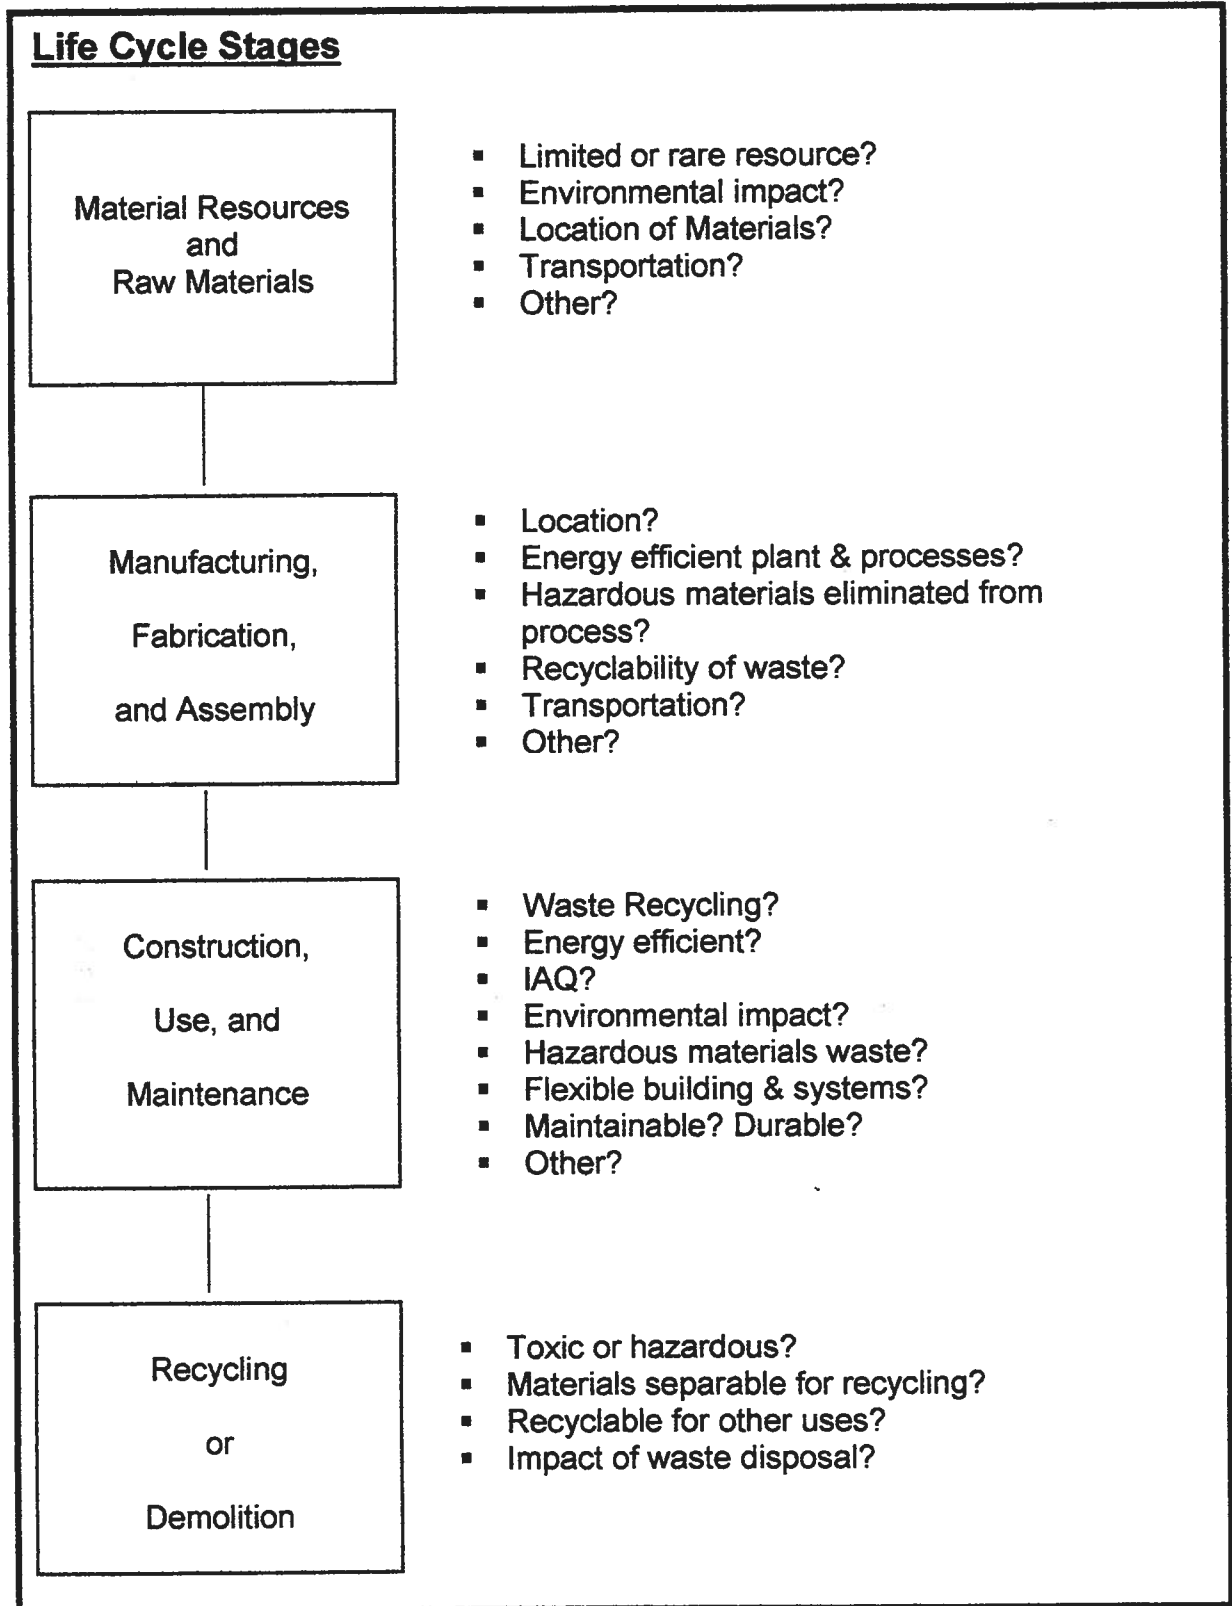 Life Cycle Stages
Material Resources
and
Raw Materials
▪ Limited or rare resource?
▪ Environmental impact?
▪ Location of Materials?
▪ Transportation?
▪ Other?
Manufacturing,
Fabrication,
and Assembly
▪ Location?
▪ Energy efficient plant & processes?
▪ Hazardous materials eliminated from
process?
▪ Recyclability of waste?
▪ Transportation?
▪ Other?
Construction,
Use, and
Maintenance
▪ Waste Recycling?
▪ Energy efficient?
▪ IAQ?
▪ Environmental impact?
▪ Hazardous materials waste?
▪ Flexible building & systems?
▪ Maintainable? Durable?
▪ Other?
Recycling
or
Demolition
▪ Toxic or hazardous?
▪ Materials separable for recycling?
▪ Recyclable for other uses?
▪ Impact of waste disposal?